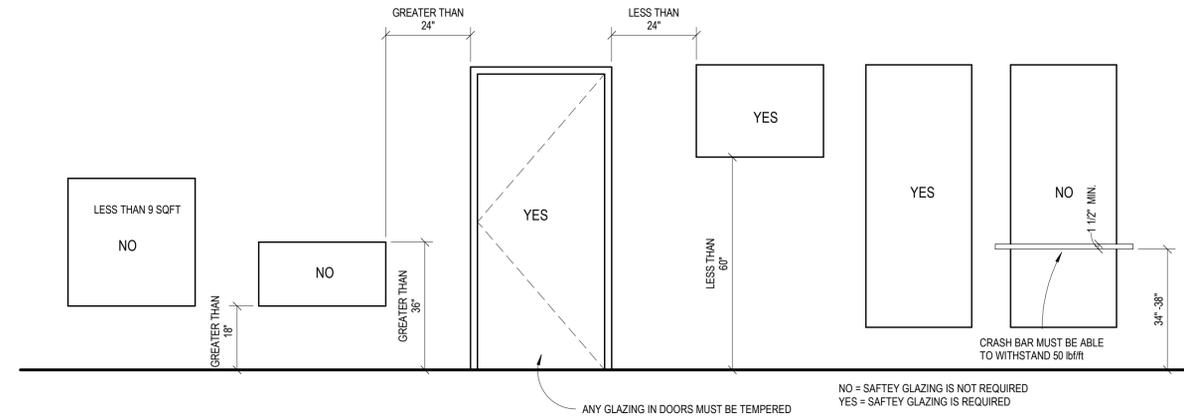 GREATER THAN
24"
LESS THAN
24"
LESS THAN 9 SQFT
NO
GREATER THAN
18"
NO
GREATER THAN
36"
YES
ANY GLAZING IN DOORS MUST BE TEMPERED
YES
LESS THAN
60"
YES
NO
1 1/2" MIN.
34" -38"
CRASH BAR MUST BE ABLE
TO WITHSTAND 50 lbf/ft
NO = SAFTEY GLAZING IS NOT REQUIRED
YES = SAFTEY GLAZING IS REQUIRED